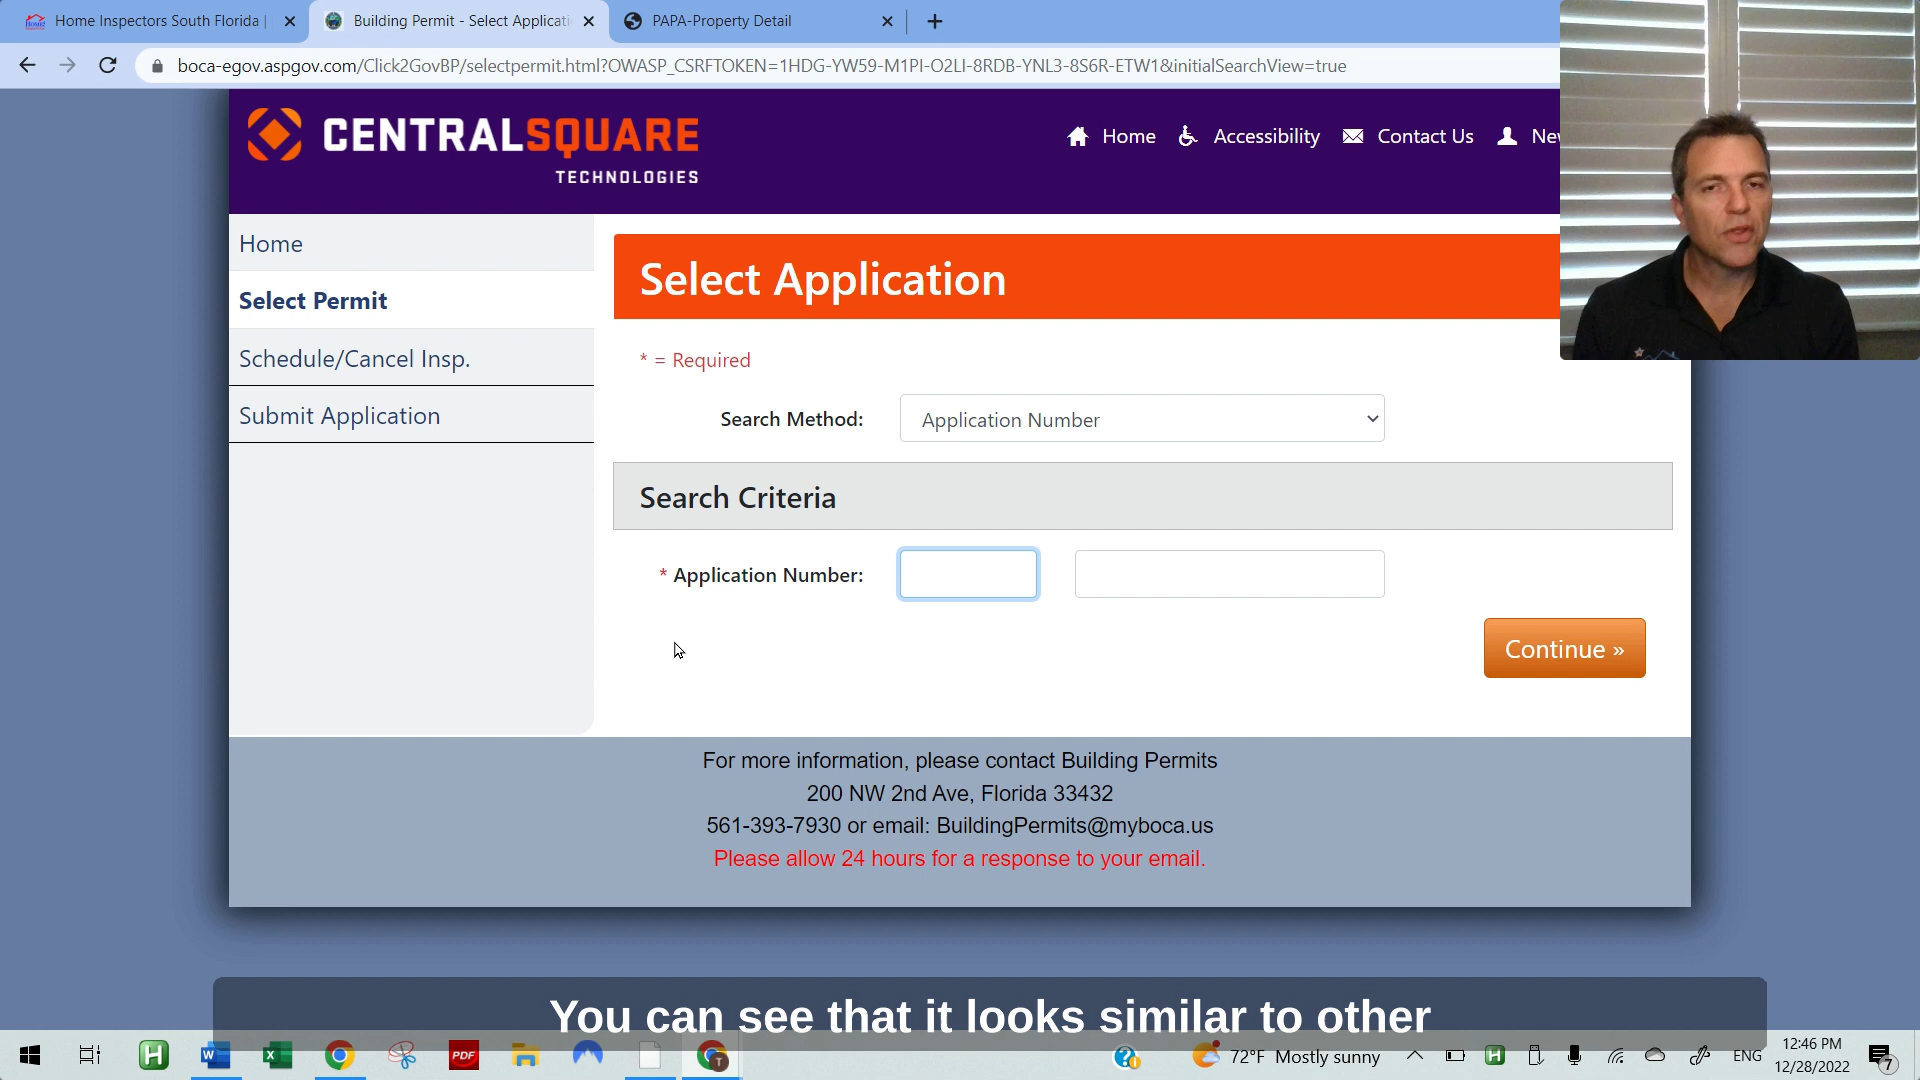 Home Inspectors South Florida |
Building Permit - Select Applicati
PAPA-Property Detail
boca-egov.aspgov.com/Click2GovBP/selectpermit.html?OWASP_CSRFTOKEN=1HDG-YW59-M1PI-O2LI-8RDB-YNL3-8S6R-ETW1&initialSearchView=true
CENTRALSQUARE
TECHNOLOGIES
Home
Accessibility
Contact Us
Nev
Home
Select Permit
Schedule/Cancel Insp.
Submit Application
Select Application
* = Required
Search Method:
Application Number
Search Criteria
* Application Number:
Continue »
For more information, please contact Building Permits
200 NW 2nd Ave, Florida 33432
561-393-7930 or email: BuildingPermits@myboca.us
Please allow 24 hours for a response to your email.
You can see that it looks similar to other
72°F Mostly sunny
ENG
12:46 PM
12/28/2022
7
PDF